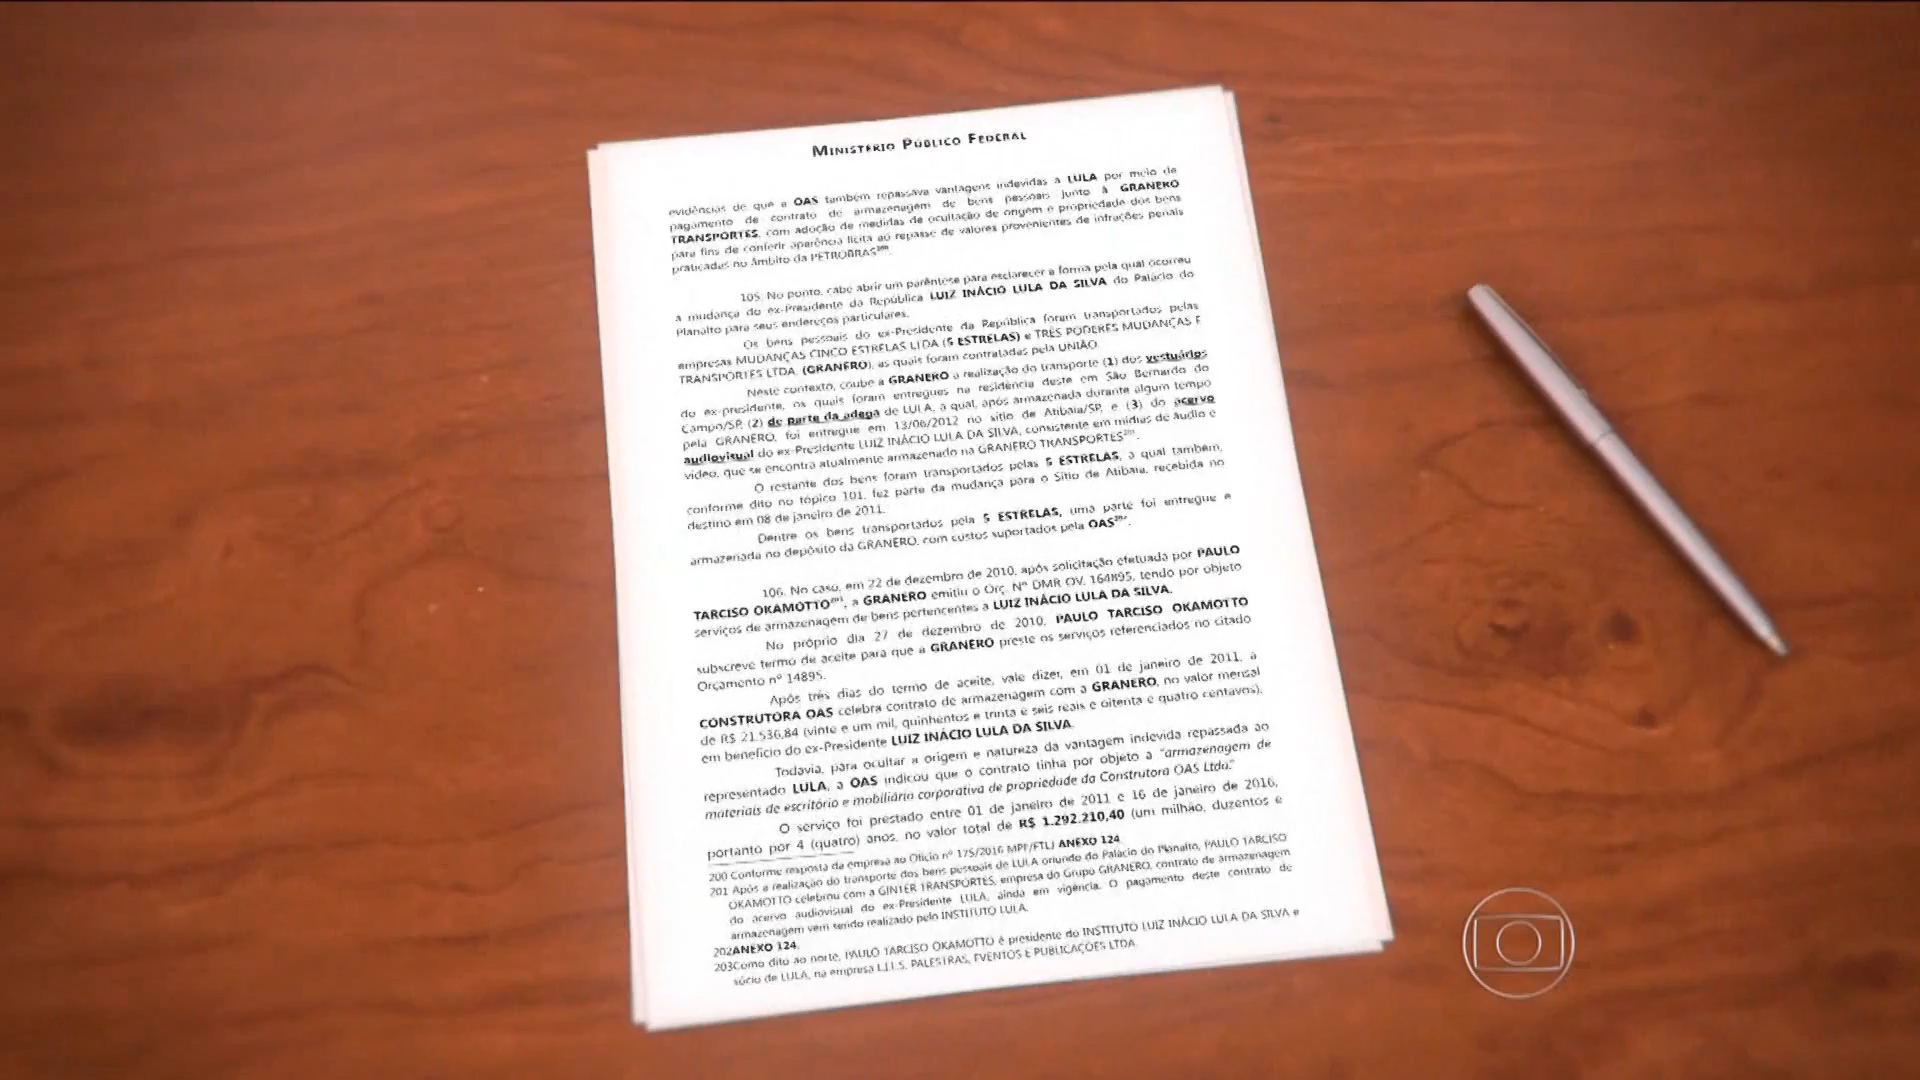 MINISTÉRIO PÚBLICO FEDERAL
evidências de que a OAS também repassava vantagens indevidas a LULA por meio de
pagamento de contrato de armazenagem de bens pessoais junto à GRANERO
TRANSPORTES, com adoção de medidas de ocultação de origem e propriedade dos bens
para fins de conferir aparência lícita ao repasse de valores provenientes de infrações penais
praticadas no âmbito da PETROBRAS²⁰⁰.
105. No ponto, cabe abrir um parêntese para esclarecer a forma pela qual ocorreu
a mudança do ex-Presidente da República LUIZ INÁCIO LULA DA SILVA do Palácio do
Planalto para seus endereços particulares.
Os bens pessoais do ex-Presidente da República foram transportados pelas
empresas MUDANÇAS CINCO ESTRELAS LTDA (5 ESTRELAS) e TRÊS PODERES MUDANÇAS E
TRANSPORTES LTDA. (GRANERO), as quais foram contratadas pela UNIÃO.
Neste contexto, coube a GRANERO a realização do transporte (1) dos vestuários
do ex-presidente, os quais foram entregues na residência deste em São Bernardo do
Campo/SP, (2) de parte da adega de LULA, a qual, após armazenada durante algum tempo
pela GRANERO, foi entregue em 13/06/2012 no sítio de Atibaia/SP, e (3) do acervo
audiovisual do ex-Presidente LUIZ INÁCIO LULA DA SILVA, consistente em mídias de áudio e
vídeo, que se encontra atualmente armazenado na GRANERO TRANSPORTES²⁰¹.
O restante dos bens foram transportados pelas 5 ESTRELAS, a qual também,
conforme dito no tópico 101, fez parte da mudança para o Sítio de Atibaia, recebida no
destino em 08 de janeiro de 2011.
Dentre os bens transportados pela 5 ESTRELAS, uma parte foi entregue e
armazenada no depósito da GRANERO, com custos suportados pela OAS²⁰².
106. No caso, em 22 de dezembro de 2010, após solicitação efetuada por PAULO
TARCISO OKAMOTTO²⁰³, a GRANERO emitiu o Orç. Nº DMR OV. 164895, tendo por objeto
serviços de armazenagem de bens pertencentes a LUIZ INÁCIO LULA DA SILVA.
No próprio dia 27 de dezembro de 2010, PAULO TARCISO OKAMOTTO
subscreve termo de aceite para que a GRANERO preste os serviços referenciados no citado
Orçamento nº 14895.
Após três dias do termo de aceite, vale dizer, em 01 de janeiro de 2011, a
CONSTRUTORA OAS celebra contrato de armazenagem com a GRANERO, no valor mensal
de R$ 21.536,84 (vinte e um mil, quinhentos e trinta e seis reais e oitenta e quatro centavos),
em benefício do ex-Presidente LUIZ INÁCIO LULA DA SILVA.
Todavia, para ocultar a origem e natureza da vantagem indevida repassada ao
representado LULA, a OAS indicou que o contrato tinha por objeto a "armazenagem de
materiais de escritório e mobiliário corporativo de propriedade da Construtora OAS Ltda."
O serviço foi prestado entre 01 de janeiro de 2011 e 16 de janeiro de 2016,
portanto por 4 (quatro) anos, no valor total de R$ 1.292.210,40 (um milhão, duzentos e
200 Conforme resposta da empresa ao Ofício nº 175/2016 MPF/FTLJ ANEXO 124.
201 Após a realização do transporte dos bens pessoais de LULA oriundo do Palácio do Planalto, PAULO TARCISO
OKAMOTTO celebrou com a GINTER TRANSPORTES, empresa do Grupo GRANERO, contrato de armazenagem
do acervo audiovisual do ex-Presidente LULA, ainda em vigência. O pagamento deste contrato de
armazenagem vem sendo realizado pelo INSTITUTO LULA.
202ANEXO 124.
203Como dito ao norte, PAULO TARCISO OKAMOTTO é presidente do INSTITUTO LUIZ INÁCIO LULA DA SILVA e
sócio de LULA, na empresa L.I.L.S. PALESTRAS, EVENTOS E PUBLICAÇÕES LTDA.